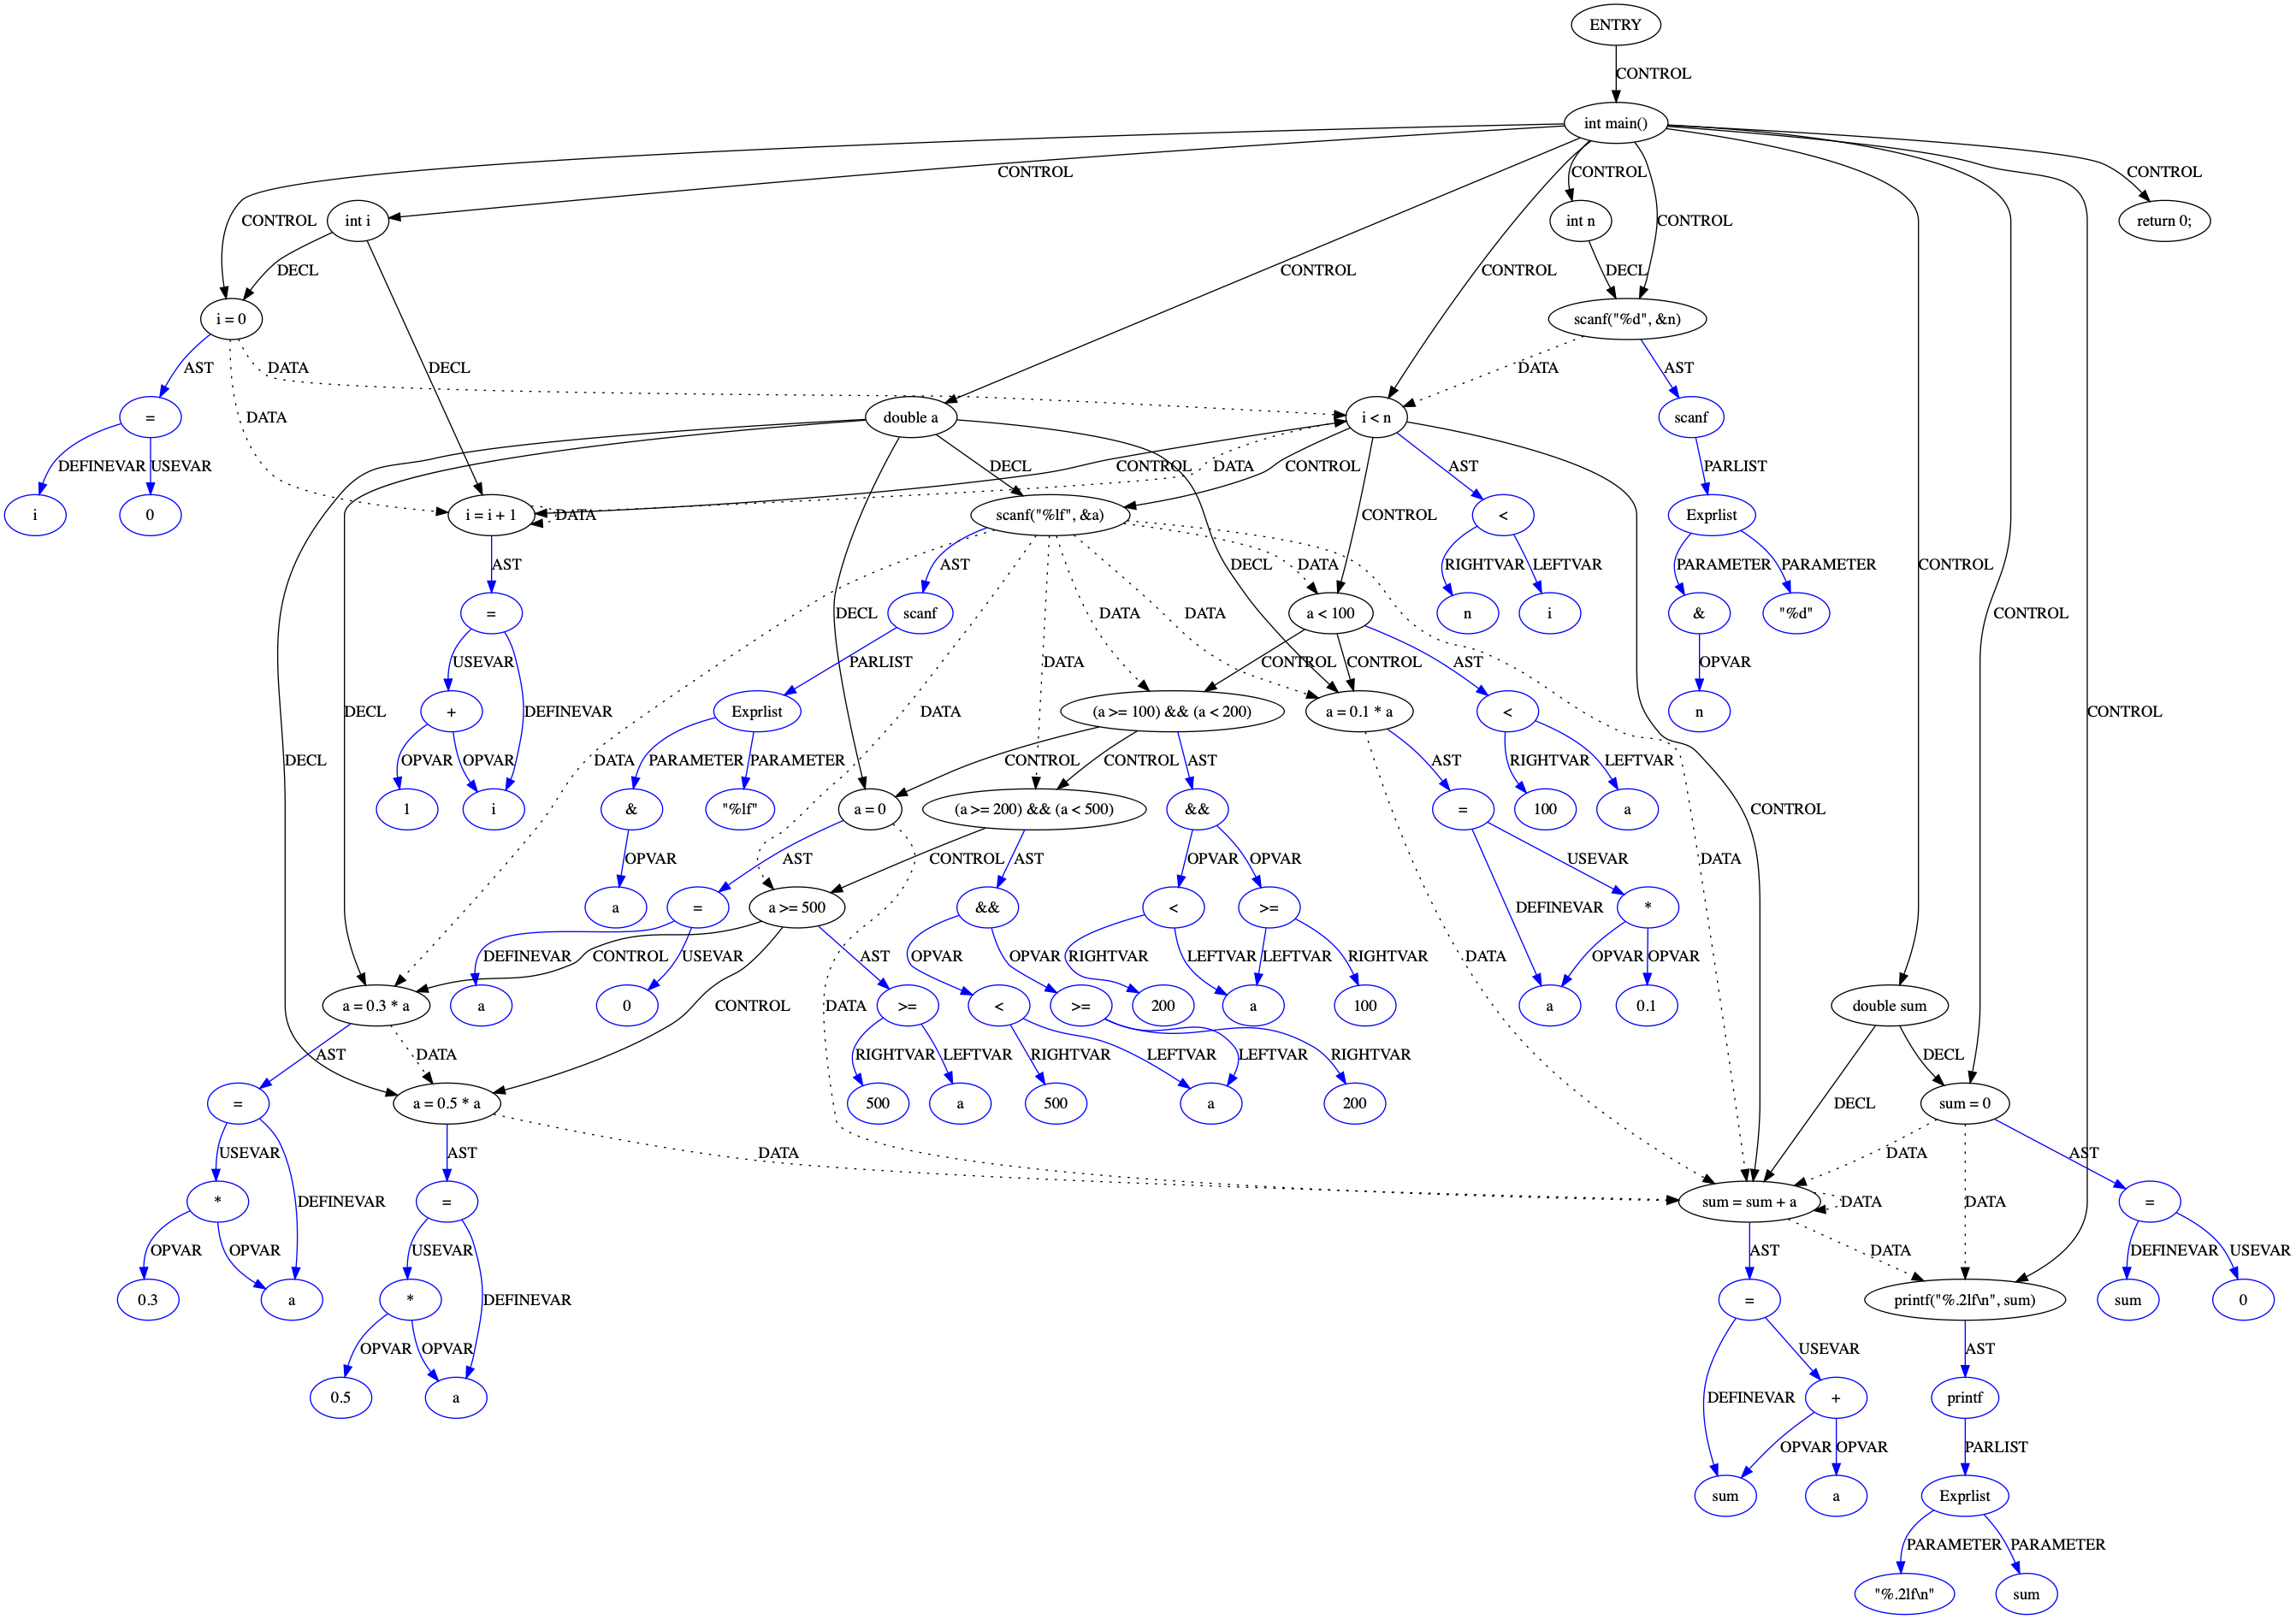 ENTRY
CONTROL
int main()
CONTROL CONTROL CONTROL
CONTROL int i int n CONTROL return 0;
DECL CONTROL CONTROL DECL
i = 0 scanf("%d", &n)
AST DATA DECL DATA AST
= DATA double a i < n scanf
DEFINEVAR USEVAR DECL CONTROL DATA CONTROL AST PARLIST
i 0 i = i + 1 DATA scanf("%lf", &a) CONTROL < Exprlist
AST AST DATA DECL RIGHTVAR LEFTVAR PARAMETER PARAMETER CONTROL
= DECL scanf DATA DATA a < 100 n i & "%d" CONTROL
USEVAR PARLIST DATA CONTROL CONTROL AST OPVAR
DECL + DEFINEVAR DATA Exprlist (a >= 100) && (a < 200) a = 0.1 * a < n CONTROL
DECL OPVAR OPVAR DATA PARAMETER PARAMETER CONTROL CONTROL AST AST RIGHTVAR LEFTVAR
1 i & "%lf" a = 0 (a >= 200) && (a < 500) && = 100 a CONTROL
OPVAR AST CONTROL AST OPVAR OPVAR USEVAR DATA
a = a >= 500 && < >= DEFINEVAR *
CONTROL DEFINEVAR USEVAR AST OPVAR OPVAR RIGHTVAR LEFTVAR LEFTVAR RIGHTVAR DATA OPVAR OPVAR
a = 0.3 * a a 0 CONTROL DATA >= < >= 200 a 100 a 0.1 double sum
AST DATA RIGHTVAR LEFTVAR RIGHTVAR LEFTVAR LEFTVAR RIGHTVAR DECL
= a = 0.5 * a 500 a 500 a 200 DECL sum = 0
USEVAR AST DATA DATA AST
* DEFINEVAR = sum = sum + a DATA DATA =
OPVAR OPVAR USEVAR AST DATA DEFINEVAR USEVAR
0.3 a * DEFINEVAR = printf("%.2lf\n", sum) sum 0
OPVAR OPVAR USEVAR AST
0.5 a DEFINEVAR + printf
OPVAR OPVAR PARLIST
sum a Exprlist
PARAMETER PARAMETER
"%.2lf\n" sum